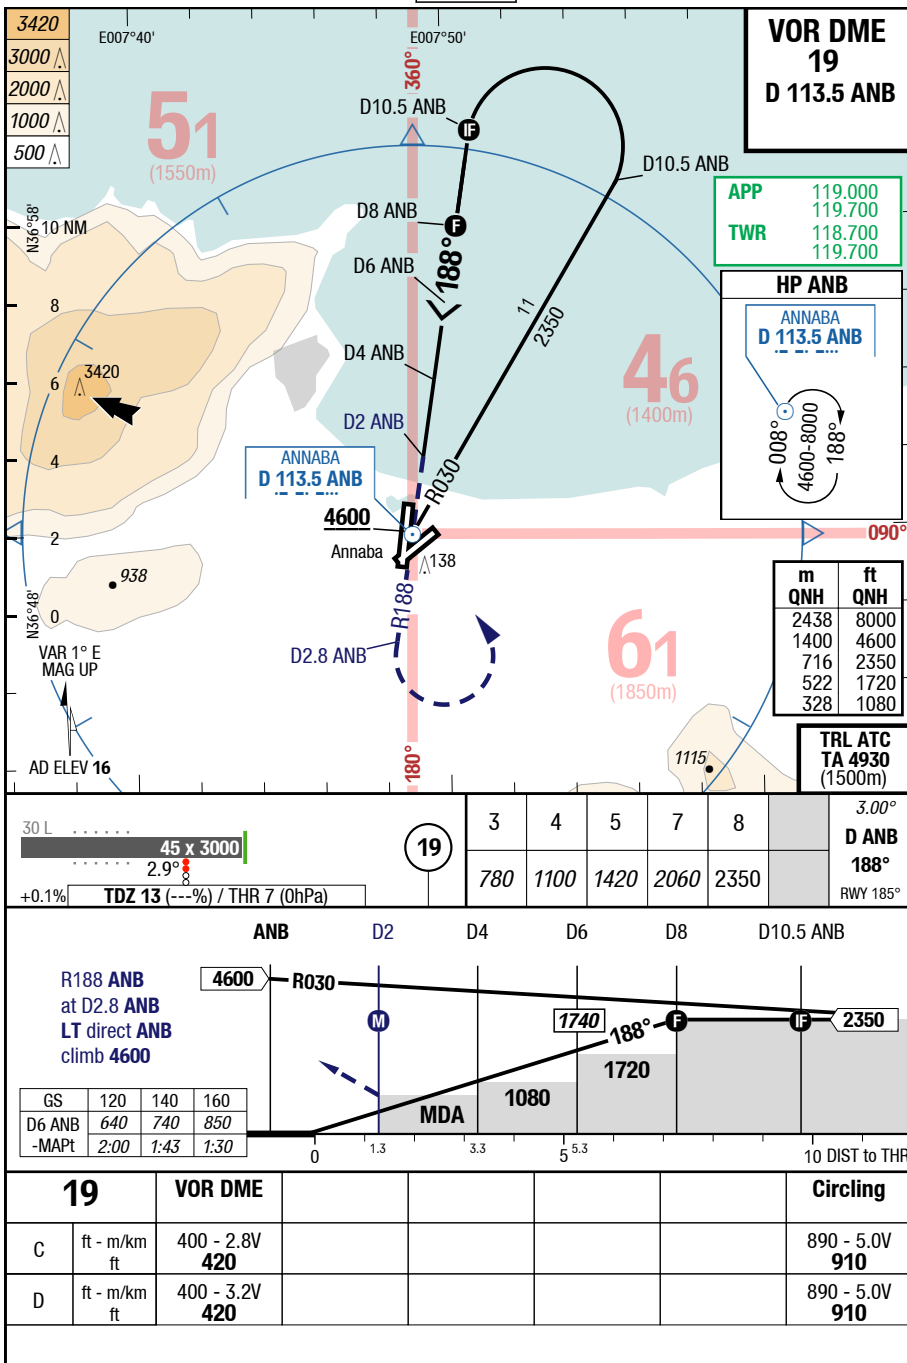 3420
3000
2000
1000
500
E007°40'
E007°50'
VOR DME
19
D 113.5 ANB
360°
D10.5 ANB
IF
51
(1550m)
D10.5 ANB
APP 119.000
119.700
TWR 118.700
119.700
N36°58'
10 NM
D8 ANB
F
188°
D6 ANB
HP ANB
ANNABA
D 113.5 ANB
008°
4600-8000
188°
8
11
2350
D4 ANB
46
(1400m)
6
3420
D2 ANB
4
ANNABA
D 113.5 ANB
R030
4600
Annaba
2
090°
138
938
N36°48'
0
R188
D2.8 ANB
61
(1850m)
m ft
QNH QNH
2438 8000
1400 4600
716 2350
522 1720
328 1080
VAR 1° E
MAG UP
AD ELEV 16
180°
1115
TRL ATC
TA 4930
(1500m)
30 L
45 x 3000
2.9°
+0.1%
TDZ 13 (---%) / THR 7 (0hPa)
19
3 4 5 7 8
780 1100 1420 2060 2350
3.00°
D ANB
188°
RWY 185°
ANB D2 D4 D6 D8 D10.5 ANB
R188 ANB
at D2.8 ANB
LT direct ANB
climb 4600
4600
R030
M
1740
188°
F
IF
2350
MDA
1080
1720
GS 120 140 160
D6 ANB 640 740 850
-MAPt 2:00 1:43 1:30
0 1.3 3.3 5 5.3 10 DIST to THR
19 VOR DME Circling
C ft - m/km 400 - 2.8V 890 - 5.0V
ft 420 910
D ft - m/km 400 - 3.2V 890 - 5.0V
ft 420 910